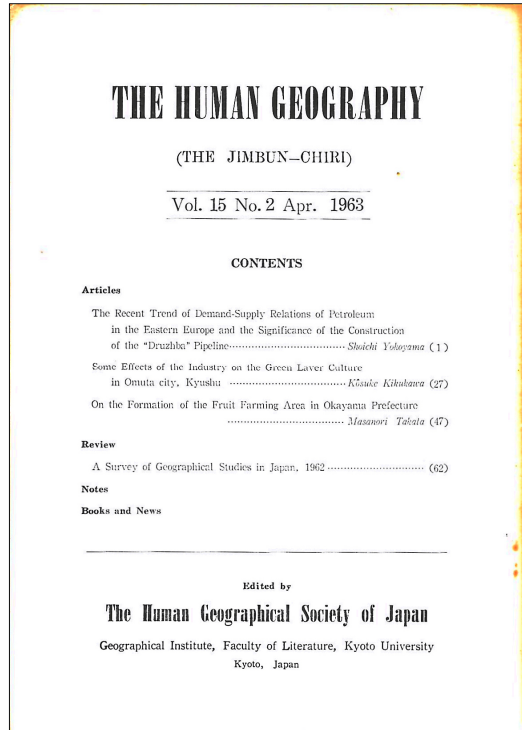 THE HUMAN GEOGRAPHY
(THE JIMBUN-CHIRI)
Vol. 15 No. 2 Apr. 1963
CONTENTS
Articles
The Recent Trend of Demand-Supply Relations of Petroleum
in the Eastern Europe and the Significance of the Construction
of the "Druzhba" Pipeline·································· Shoichi Yokoyama (1)
Some Effects of the Industry on the Green Laver Culture
in Omuta city, Kyushu ·································· Kôsuke Kikukawa (27)
On the Formation of the Fruit Farming Area in Okayama Prefecture
·································· Masanori Takata (47)
Review
A Survey of Geographical Studies in Japan, 1962 ···························· (62)
Notes
Books and News
Edited by
The Human Geographical Society of Japan
Geographical Institute, Faculty of Literature, Kyoto University
Kyoto, Japan